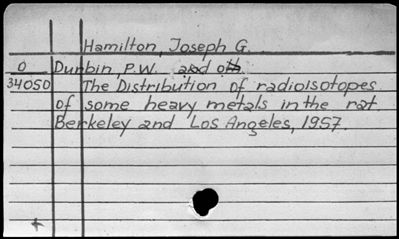 Hamilton, Joseph G.
O Durbin, P.W. and oth
34050 The Distribution of radioisotopes
of some heavy metals in the rat
Berkeley and Los Angeles, 1957.